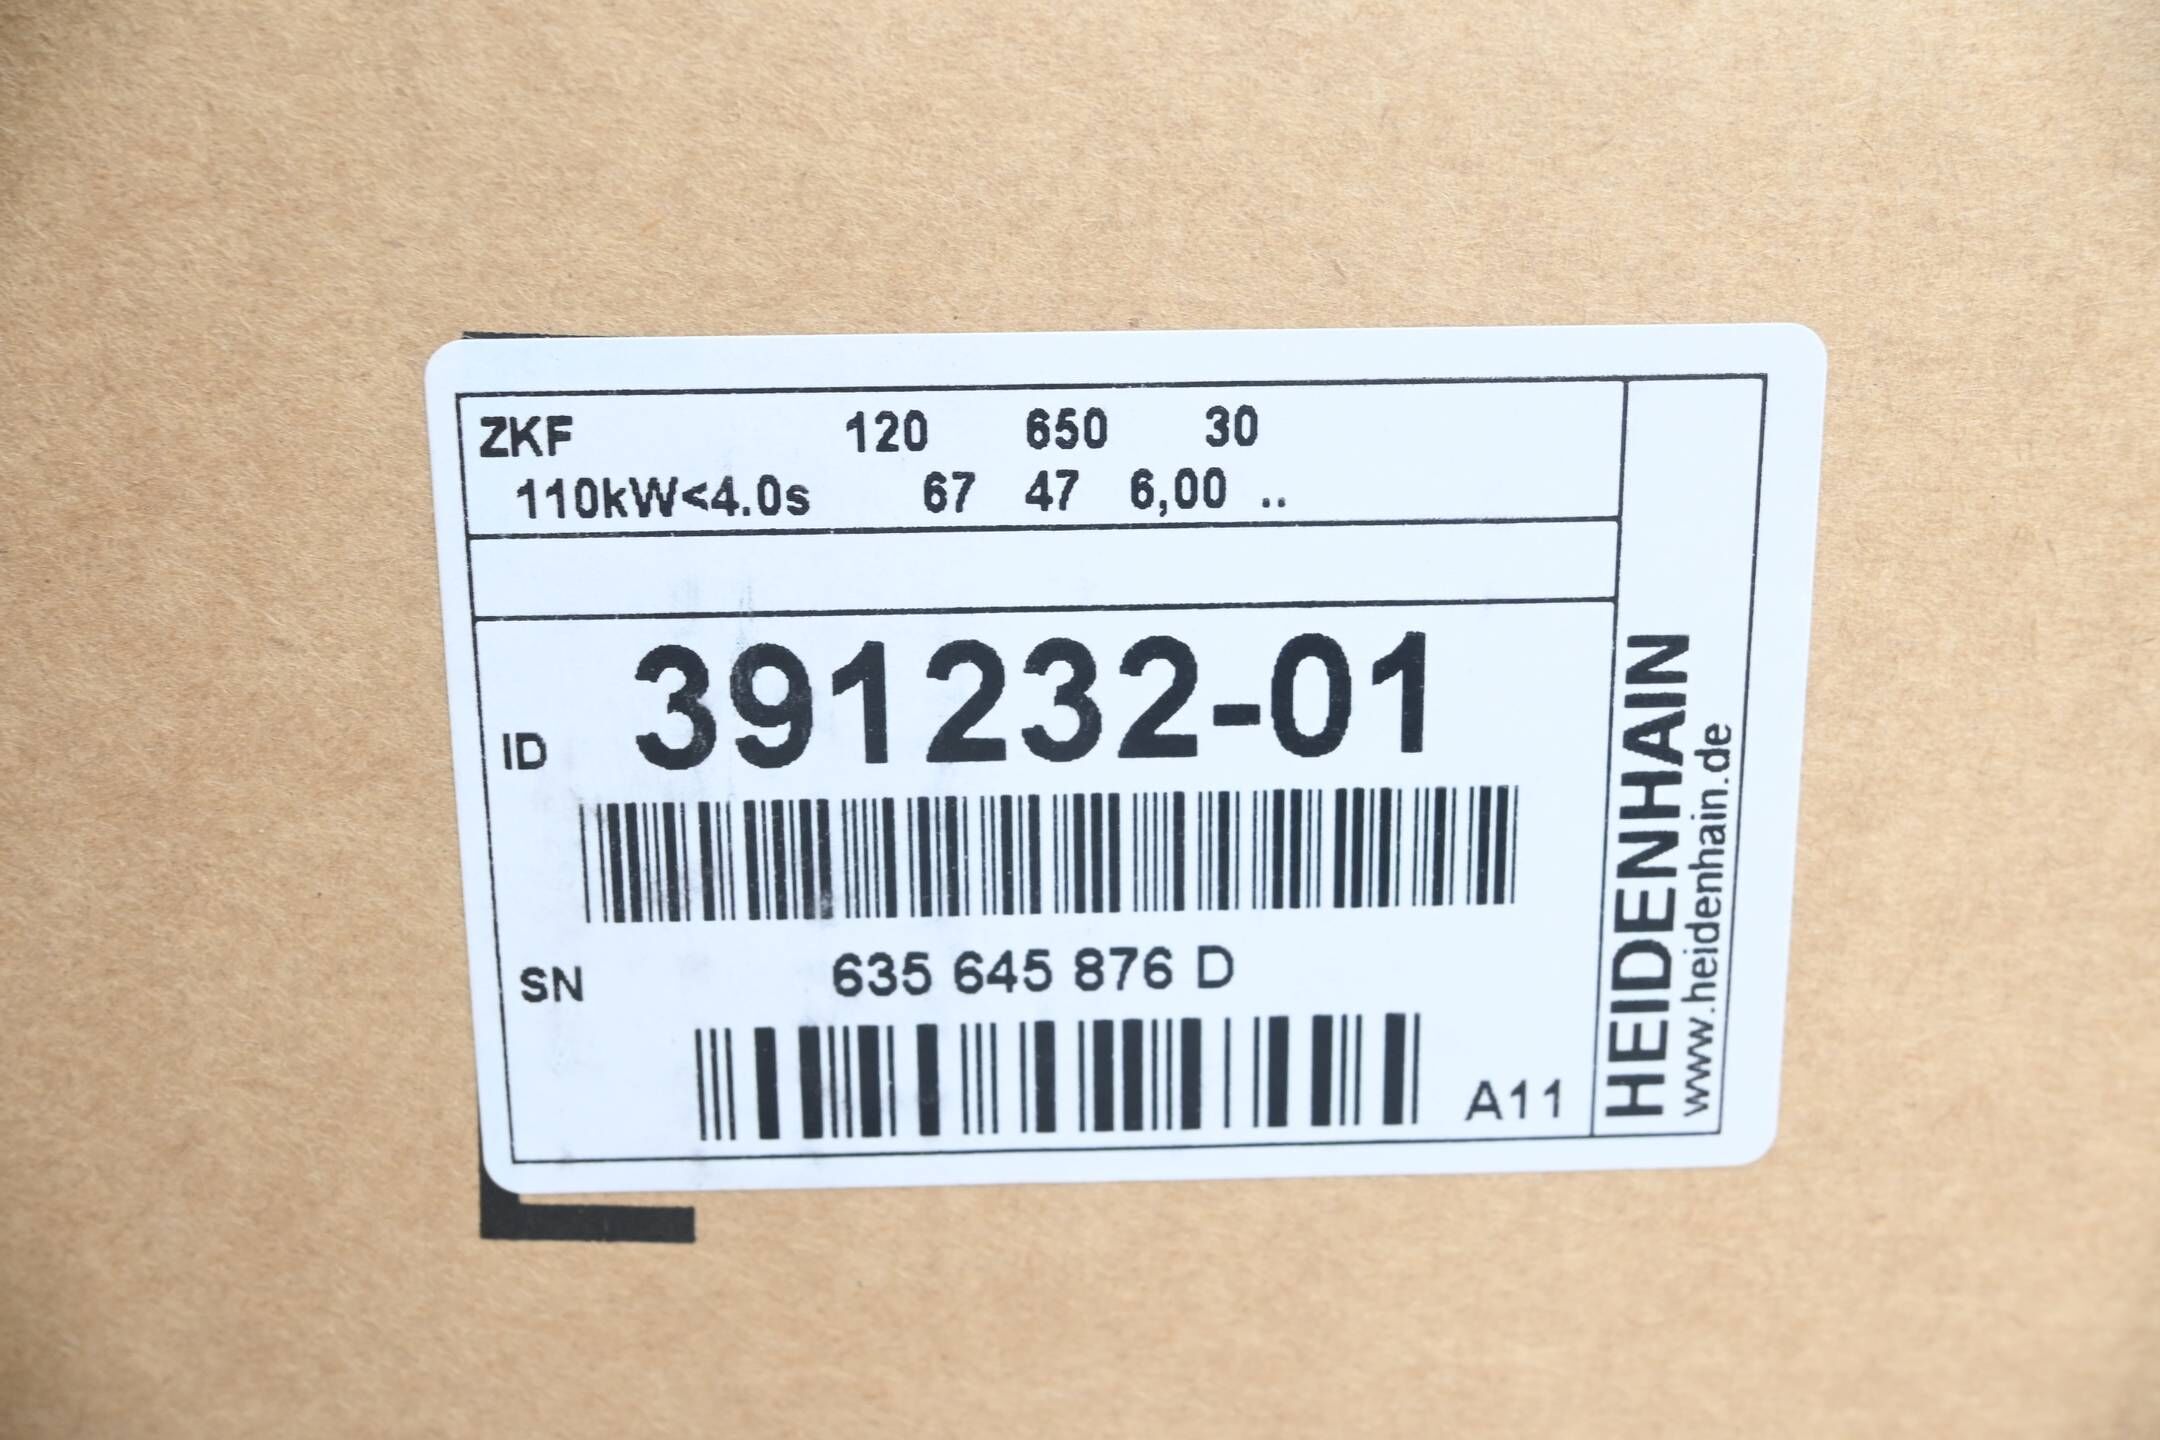 ZKF 120 650 30
110kW<4.0s 67 47 6,00 ..
ID 391232-01
SN 635 645 876 D
A11
HEIDENHAIN
www.heidenhain.de